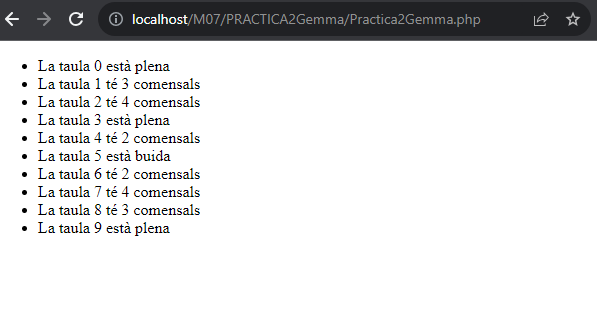 localhost/M07/PRACTICA2Gemma/Practica2Gemma.php
La taula 0 està plena
La taula 1 té 3 comensals
La taula 2 té 4 comensals
La taula 3 està plena
La taula 4 té 2 comensals
La taula 5 està buida
La taula 6 té 2 comensals
La taula 7 té 4 comensals
La taula 8 té 3 comensals
La taula 9 està plena